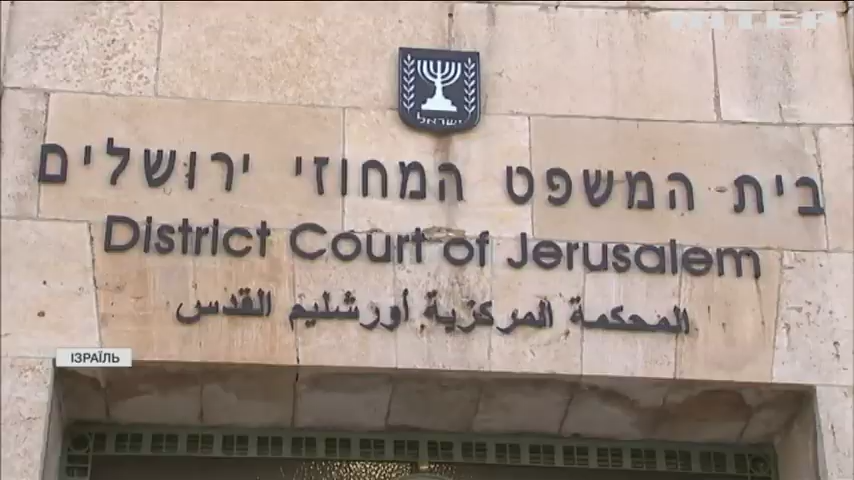 ІНТЕР
ישראל
בית המשפט המחוזי ירושלים
District Court of Jerusalem
المحكمة المركزية أورشليم القدس
ІЗРАЇЛЬ